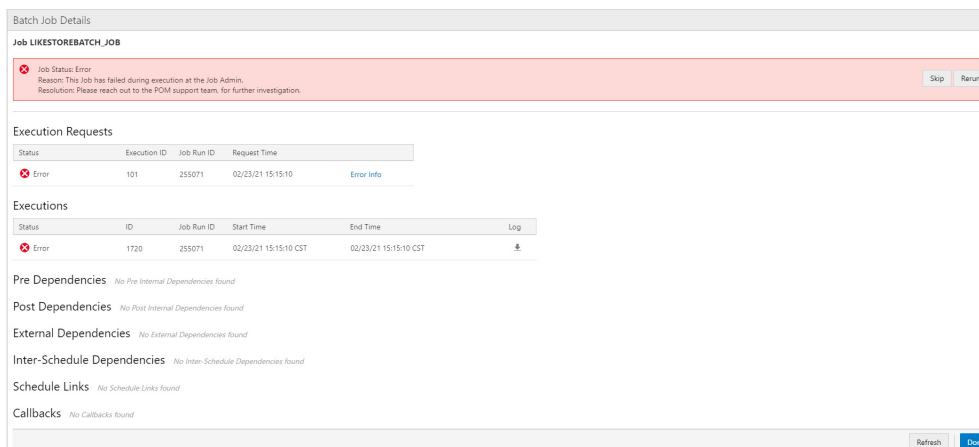 Batch Job Details
Job LIKESTOREBATCH_JOB
Job Status: Error
Reason: This Job has failed during execution at the Job Admin.
Resolution: Please reach out to the POM support team, for further investigation.
Skip Rerun
Execution Requests
Status Execution ID Job Run ID Request Time
Error 101 255071 02/23/21 15:15:10 Error Info
Executions
Status ID Job Run ID Start Time End Time Log
Error 1720 255071 02/23/21 15:15:10 CST 02/23/21 15:15:10 CST
Pre Dependencies No Pre Internal Dependencies found
Post Dependencies No Post Internal Dependencies found
External Dependencies No External Dependencies found
Inter-Schedule Dependencies No Inter-Schedule Dependencies found
Schedule Links No Schedule Links found
Callbacks No Callbacks found
Refresh